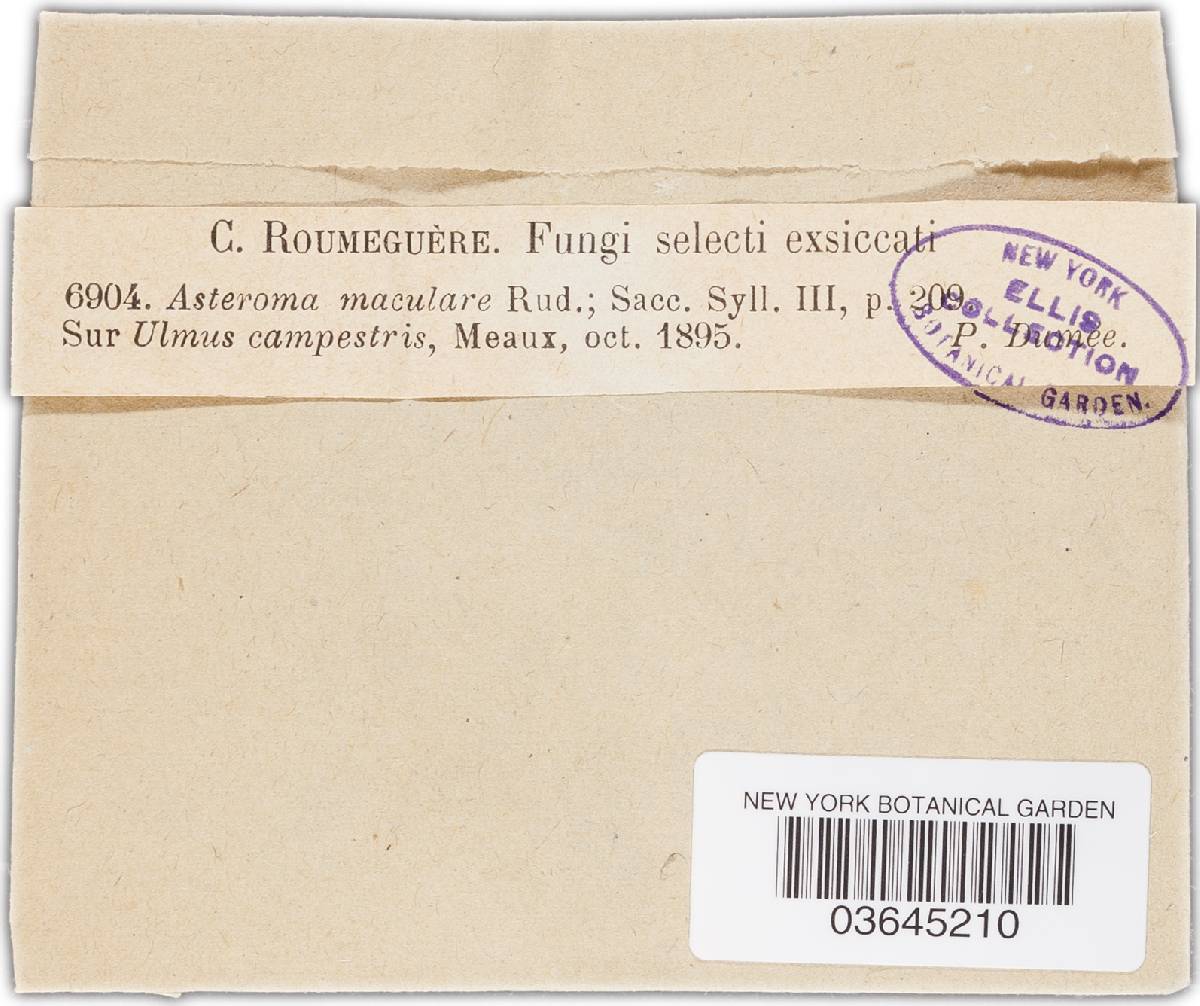 C. ROUMEGUÈRE. Fungi selecti exsiccati
6904. Asteroma maculare Rud.; Sacc. Syll. III, p. 209.
Sur Ulmus campestris, Meaux, oct. 1895. P. Dumée.
NEW YORK
ELLIS
COLLECTION
BOTANICAL GARDEN.
NEW YORK BOTANICAL GARDEN
03645210